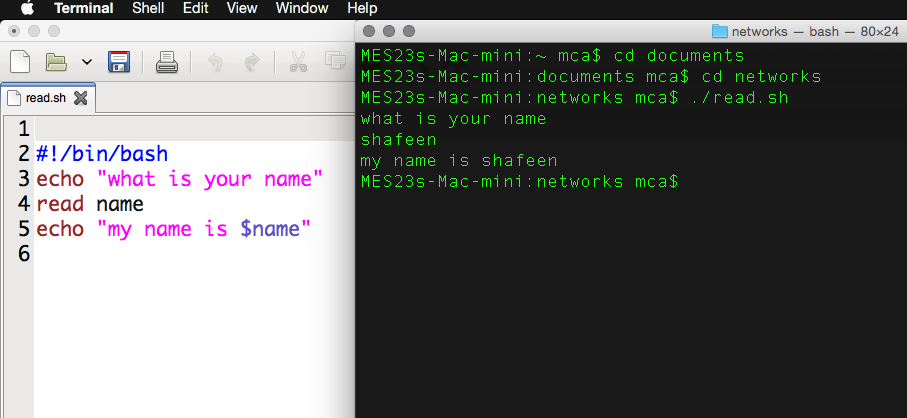 Terminal Shell Edit View Window Help
read.sh
1
2 #!/bin/bash
3 echo "what is your name"
4 read name
5 echo "my name is $name"
6
networks — bash — 80×24
MES23s-Mac-mini:~ mca$ cd documents
MES23s-Mac-mini:documents mca$ cd networks
MES23s-Mac-mini:networks mca$ ./read.sh
what is your name
shafeen
my name is shafeen
MES23s-Mac-mini:networks mca$